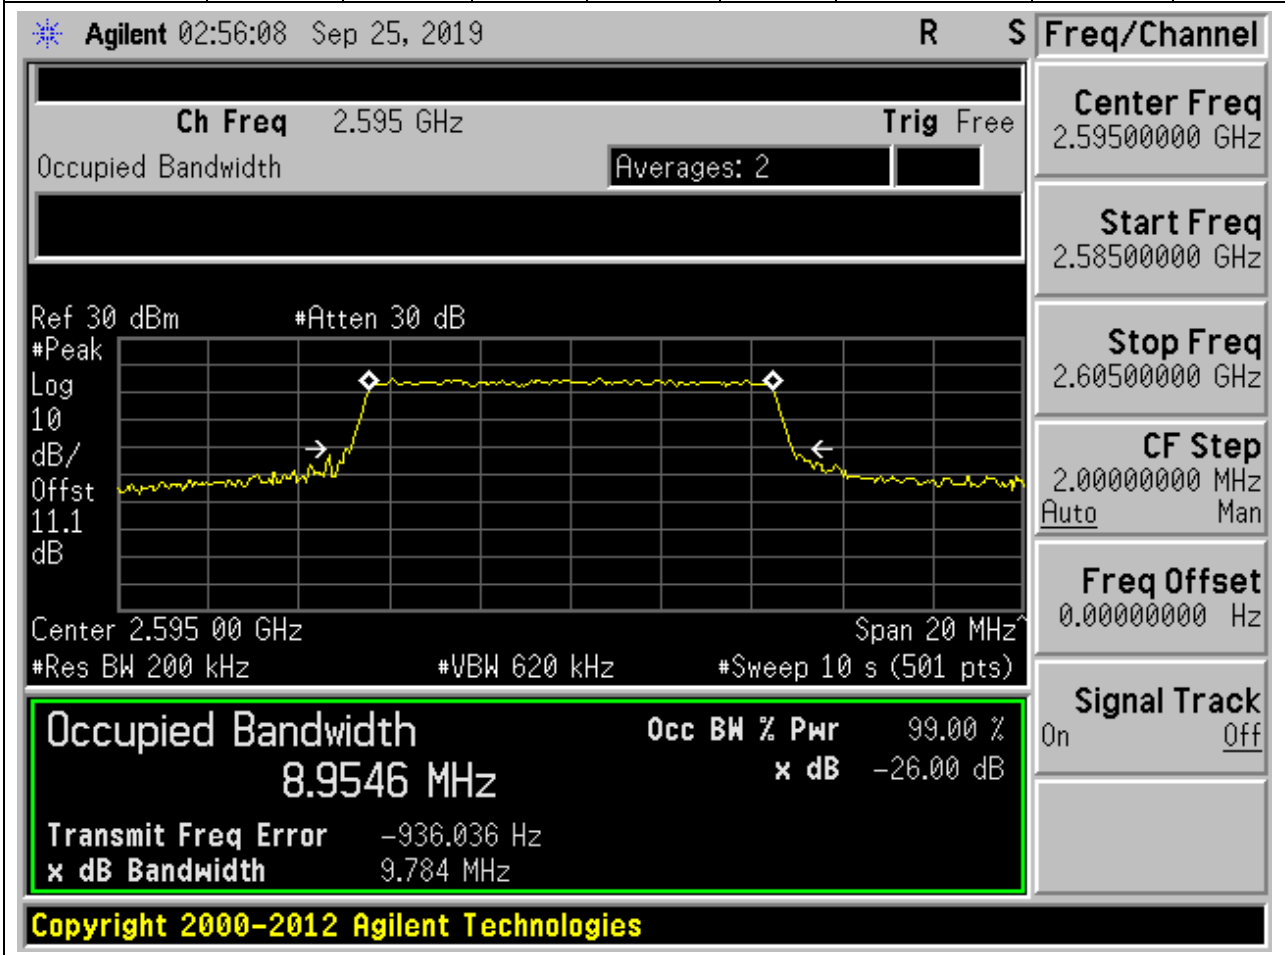 Agilent 02:56:08 Sep 25, 2019 R S
Ch Freq 2.595 GHz Trig Free
Occupied Bandwidth Averages: 2
Ref 30 dBm #Atten 30 dB
#Peak
Log
10
dB/
Offst
11.1
dB
Center 2.595 00 GHz Span 20 MHz^
#Res BW 200 kHz #VBW 620 kHz #Sweep 10 s (501 pts)
Occupied Bandwidth Occ BW % Pwr 99.00 %
8.9546 MHz x dB -26.00 dB
Transmit Freq Error -936.036 Hz
x dB Bandwidth 9.784 MHz
Copyright 2000-2012 Agilent Technologies
Freq/Channel
Center Freq
2.59500000 GHz
Start Freq
2.58500000 GHz
Stop Freq
2.60500000 GHz
CF Step
2.00000000 MHz
Auto Man
Freq Offset
0.00000000 Hz
Signal Track
On Off